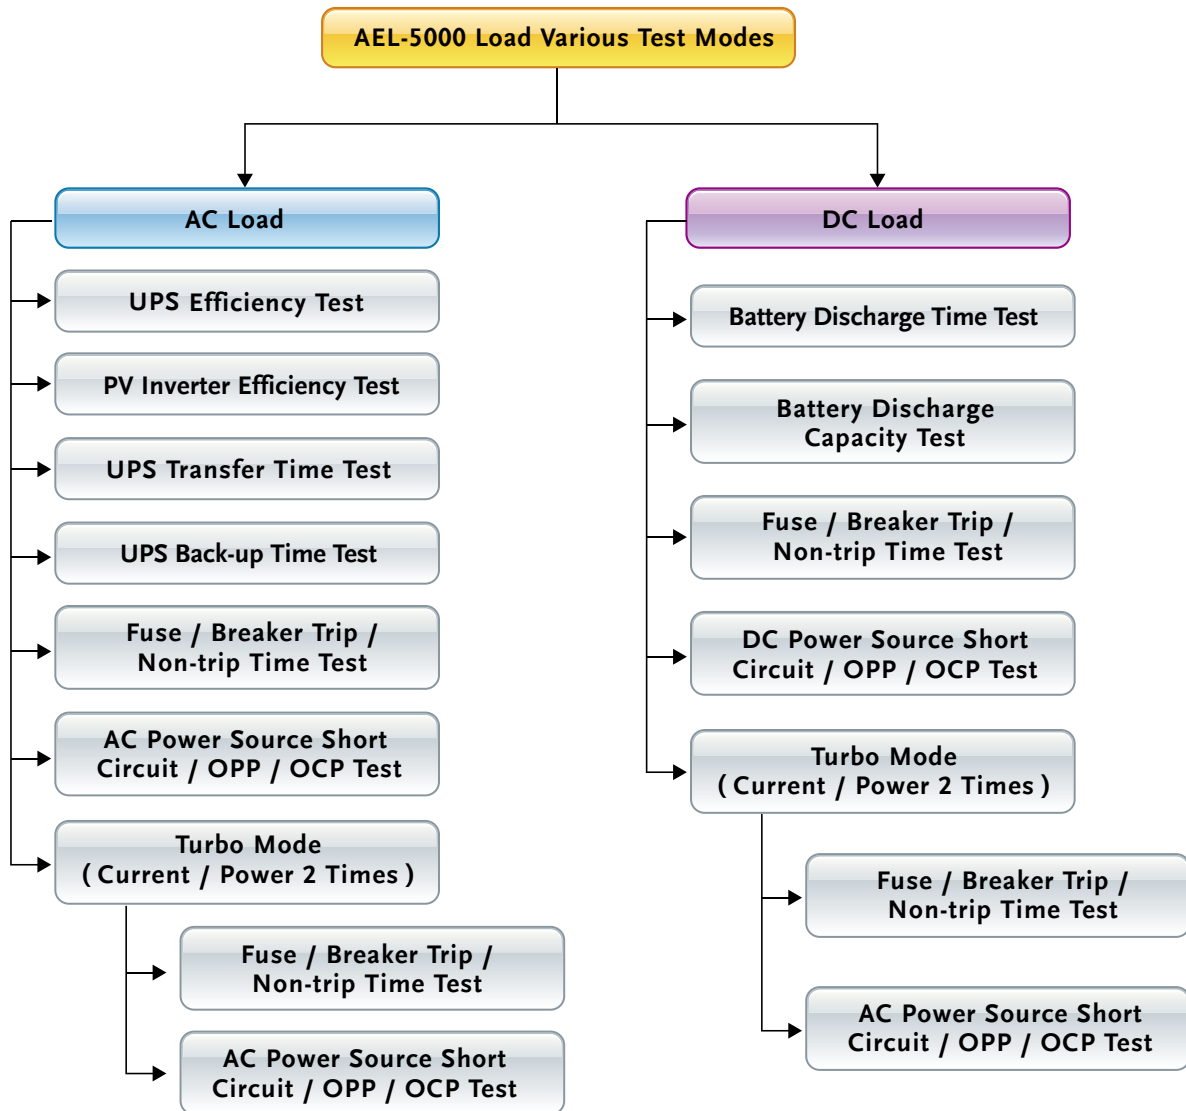 AEL-5000 Load Various Test Modes
AC Load
UPS Efficiency Test
PV Inverter Efficiency Test
UPS Transfer Time Test
UPS Back-up Time Test
Fuse / Breaker Trip /
Non-trip Time Test
AC Power Source Short
Circuit / OPP / OCP Test
Turbo Mode
( Current / Power 2 Times )
Fuse / Breaker Trip /
Non-trip Time Test
AC Power Source Short
Circuit / OPP / OCP Test
DC Load
Battery Discharge Time Test
Battery Discharge
Capacity Test
Fuse / Breaker Trip /
Non-trip Time Test
DC Power Source Short
Circuit / OPP / OCP Test
Turbo Mode
( Current / Power 2 Times )
Fuse / Breaker Trip /
Non-trip Time Test
AC Power Source Short
Circuit / OPP / OCP Test